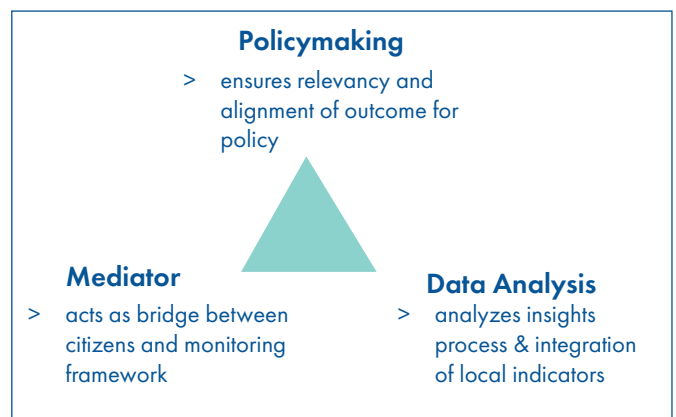 Policymaking
> ensures relevancy and
alignment of outcome for
policy
Mediator
> acts as bridge between
citizens and monitoring
framework
Data Analysis
> analyzes insights
process & integration
of local indicators